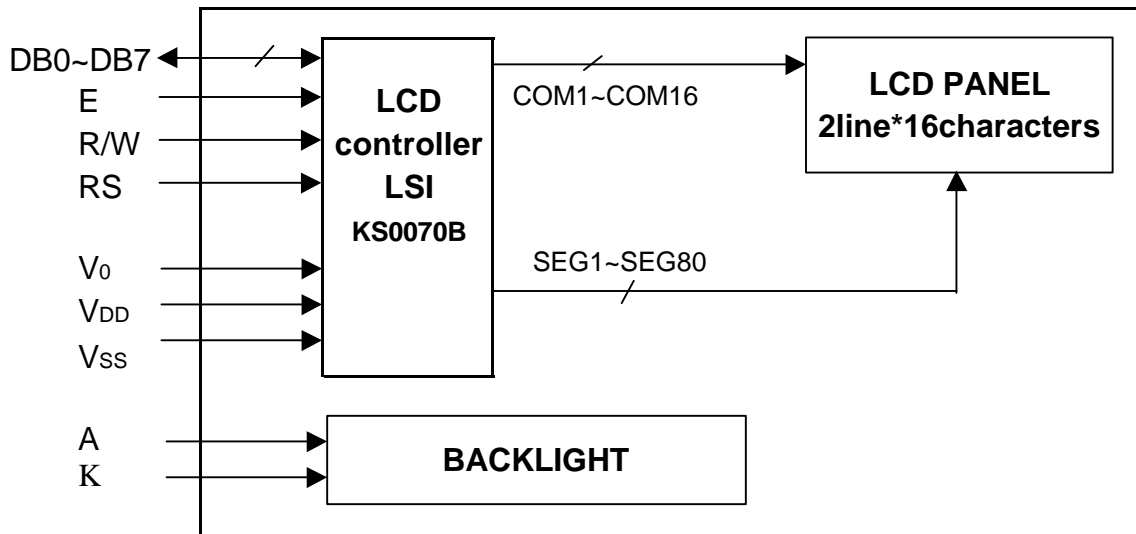 DB0~DB7
E
R/W
RS
V0
VDD
VSS
A
K
LCD
controller
LSI
KS0070B
COM1~COM16
SEG1~SEG80
LCD PANEL
2line*16characters
BACKLIGHT